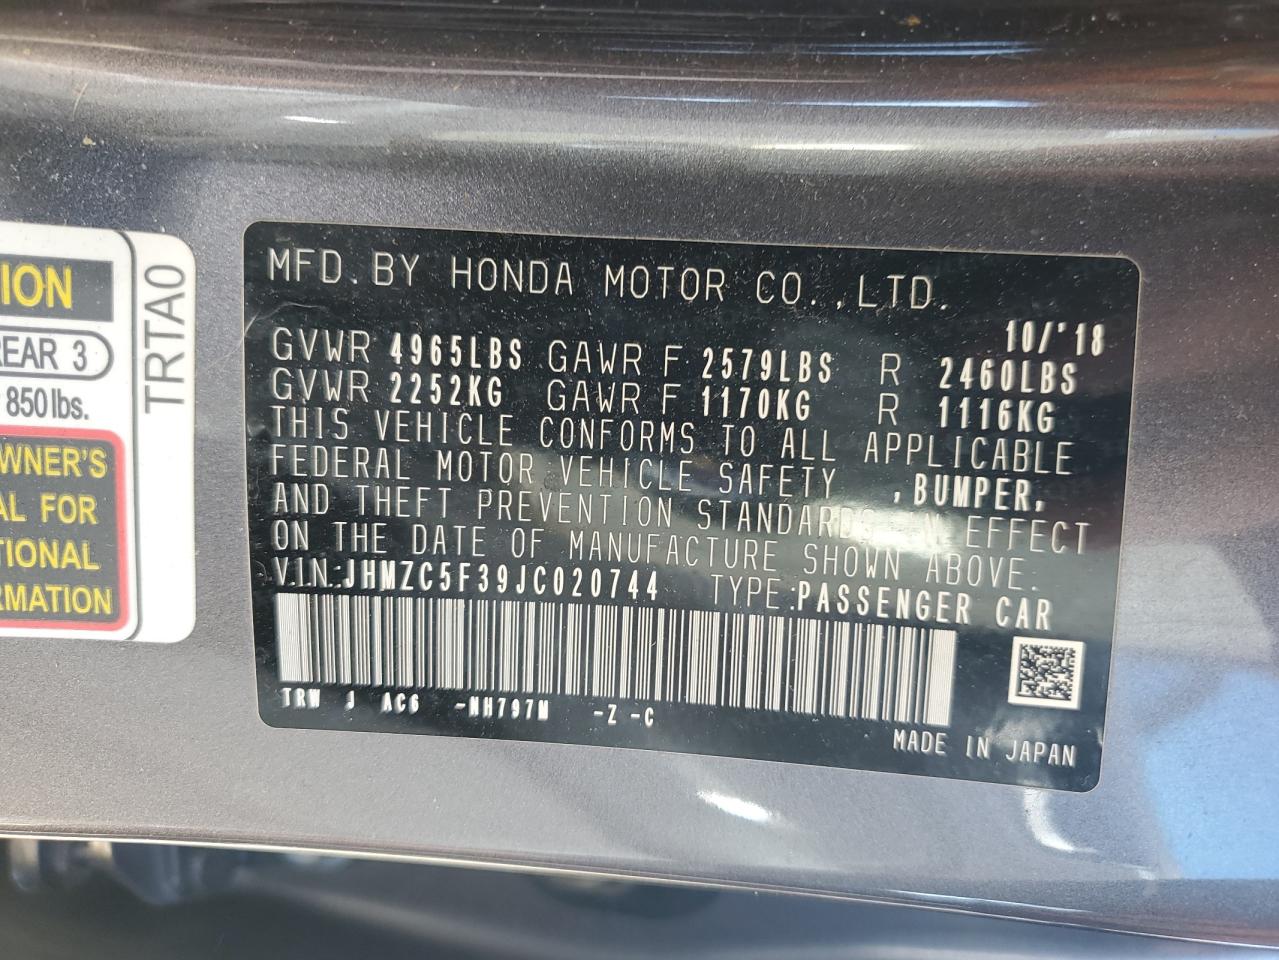 TION
REAR 3
850 lbs.
OWNER'S
AL FOR
TIONAL
RMATION
TRTA0
MFD.BY HONDA MOTOR CO.,LTD.
10/'18
GVWR 4965LBS GAWR F 2579LBS R 2460LBS
GVWR 2252KG GAWR F 1170KG R 1116KG
THIS VEHICLE CONFORMS TO ALL APPLICABLE
FEDERAL MOTOR VEHICLE SAFETY ,BUMPER,
AND THEFT PREVENTION STANDARDS IN EFFECT
ON THE DATE OF MANUFACTURE SHOWN ABOVE.
V.I.N.:JHMZC5F39JC020744 TYPE:PASSENGER CAR
TRW J AC6 -NH797M -Z -C
MADE IN JAPAN